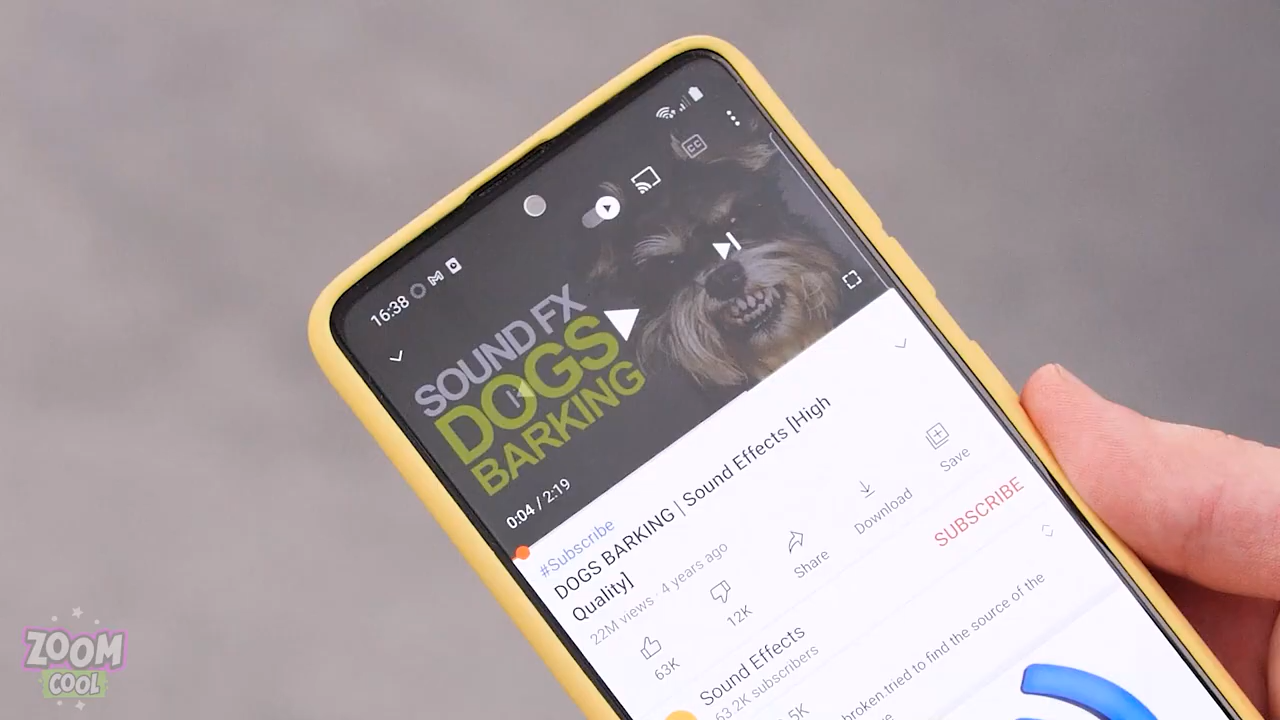 16:38
CC
SOUND FX
DOGS
BARKING
0:04 / 2:19
#Subscribe
DOGS BARKING | Sound Effects [High
Quality]
22M views · 4 years ago
63K
12K
Share
Download
Save
Sound Effects
63.2K subscribers
SUBSCRIBE
5K
broken.tried to find the source of the
ZOOM
COOL